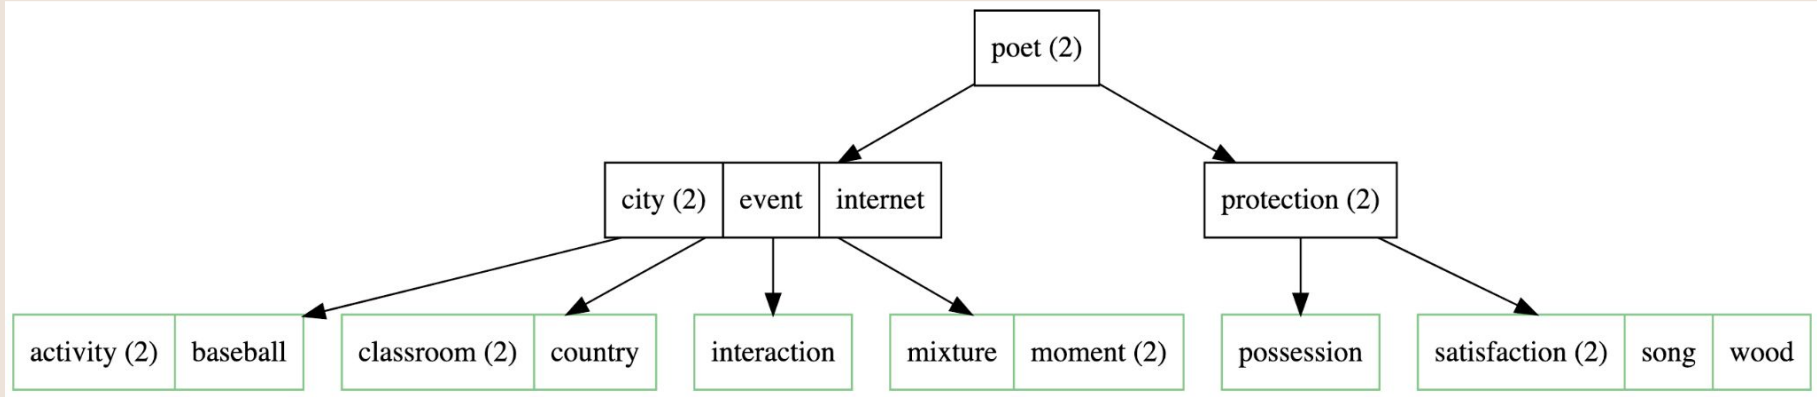 poet (2)
city (2) event internet protection (2)
activity (2) baseball classroom (2) country interaction mixture moment (2) possession satisfaction (2) song wood